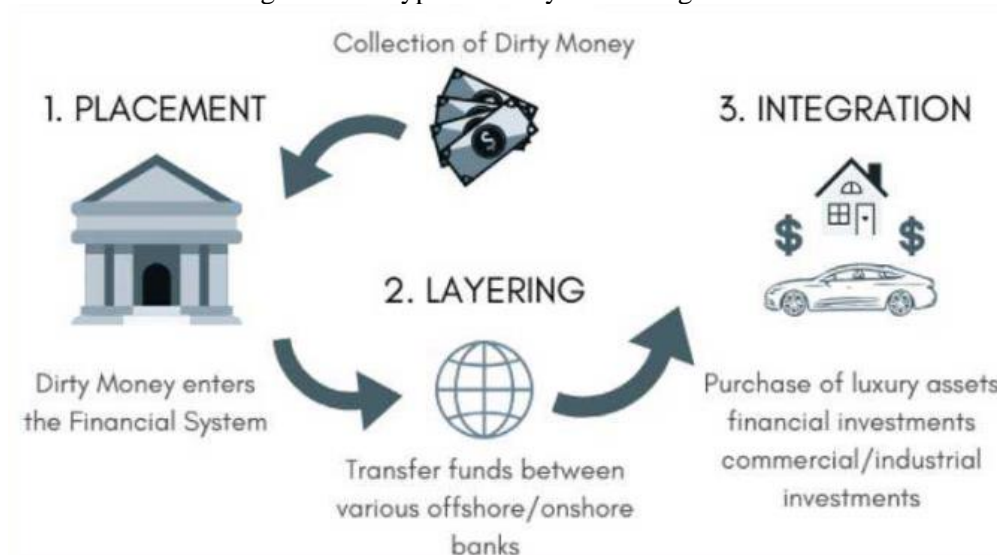 Collection of Dirty Money
1. PLACEMENT
Dirty Money enters
the Financial System
2. LAYERING
Transfer funds between
various offshore/onshore
banks
3. INTEGRATION
$ $
Purchase of luxury assets
financial investments
commercial/industrial
investments